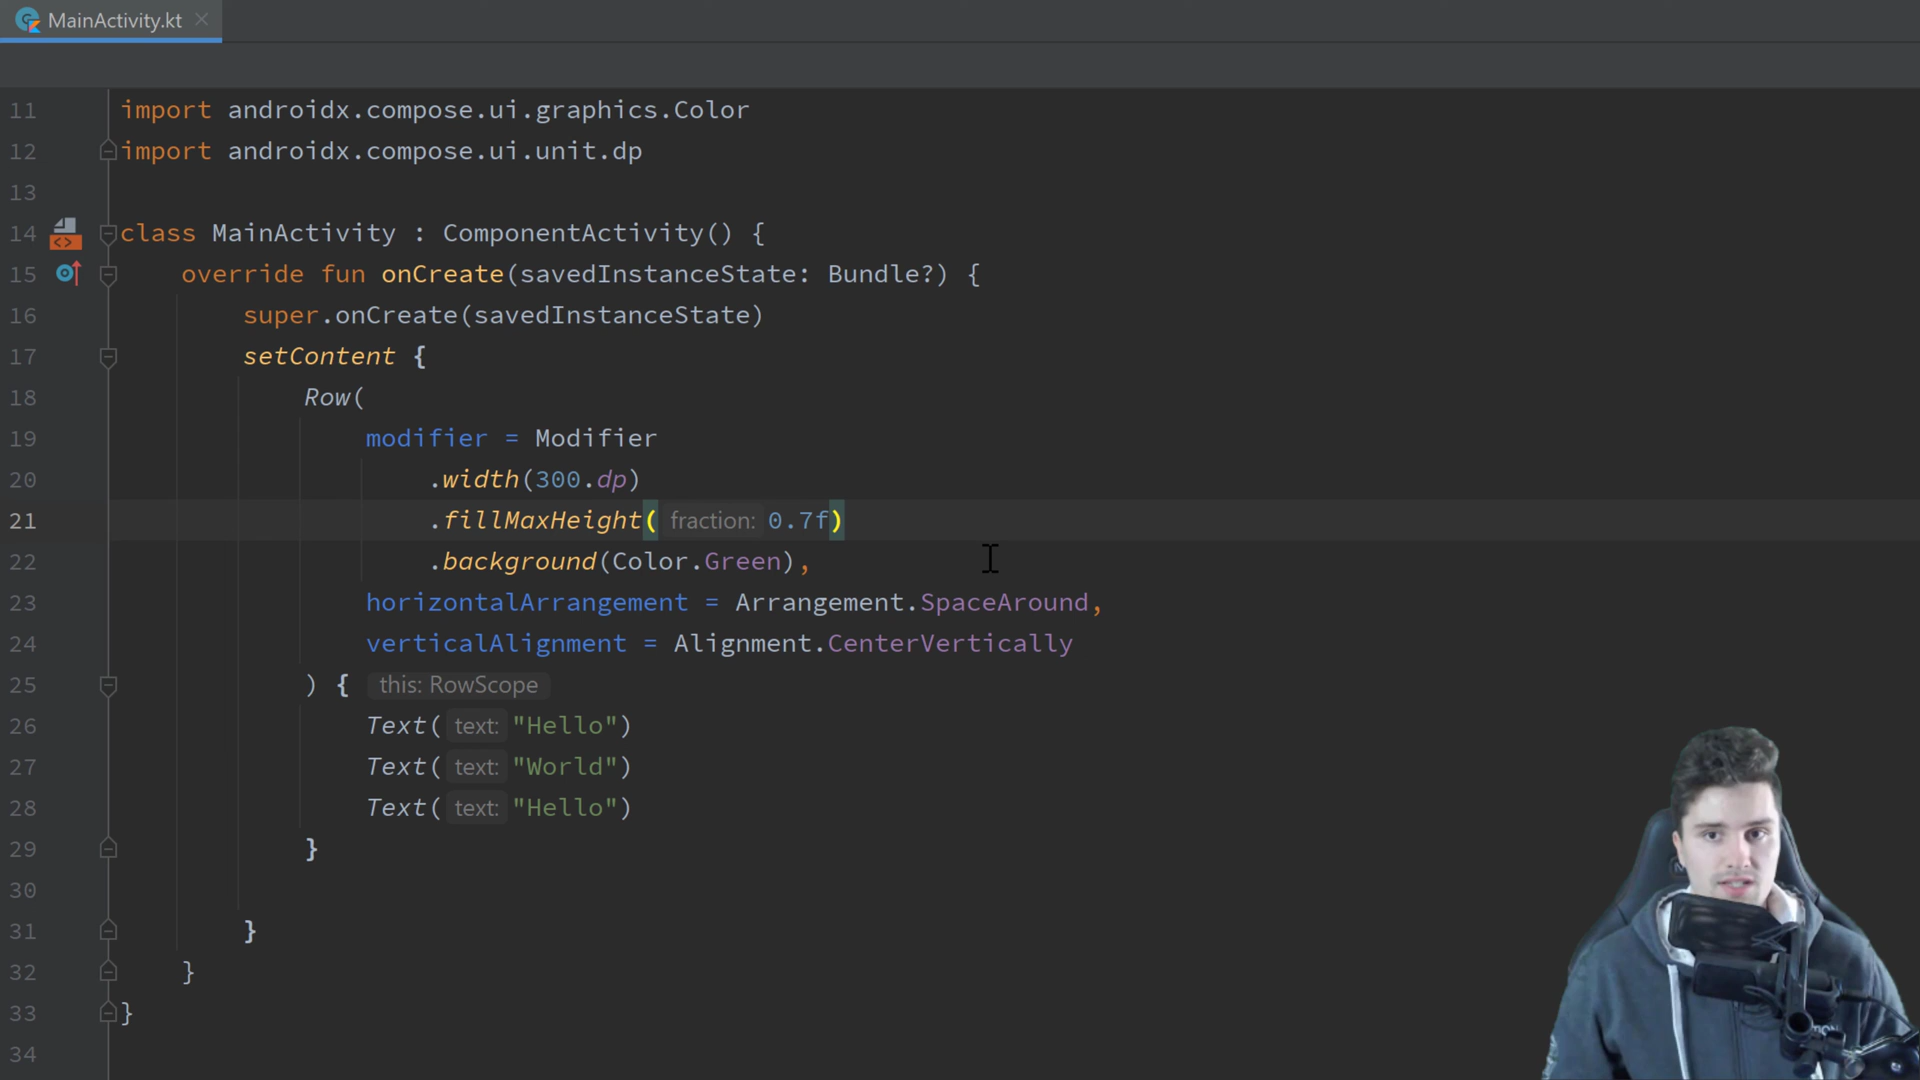 MainActivity.kt
11 import androidx.compose.ui.graphics.Color
12 import androidx.compose.ui.unit.dp
13
14 class MainActivity : ComponentActivity() {
15 override fun onCreate(savedInstanceState: Bundle?) {
16 super.onCreate(savedInstanceState)
17 setContent {
18 Row(
19 modifier = Modifier
20 .width(300.dp)
21 .fillMaxHeight( fraction: 0.7f)
22 .background(Color.Green),
23 horizontalArrangement = Arrangement.SpaceAround,
24 verticalAlignment = Alignment.CenterVertically
25 ) { this: RowScope
26 Text( text: "Hello")
27 Text( text: "World")
28 Text( text: "Hello")
29 }
30
31 }
32 }
33 }
34